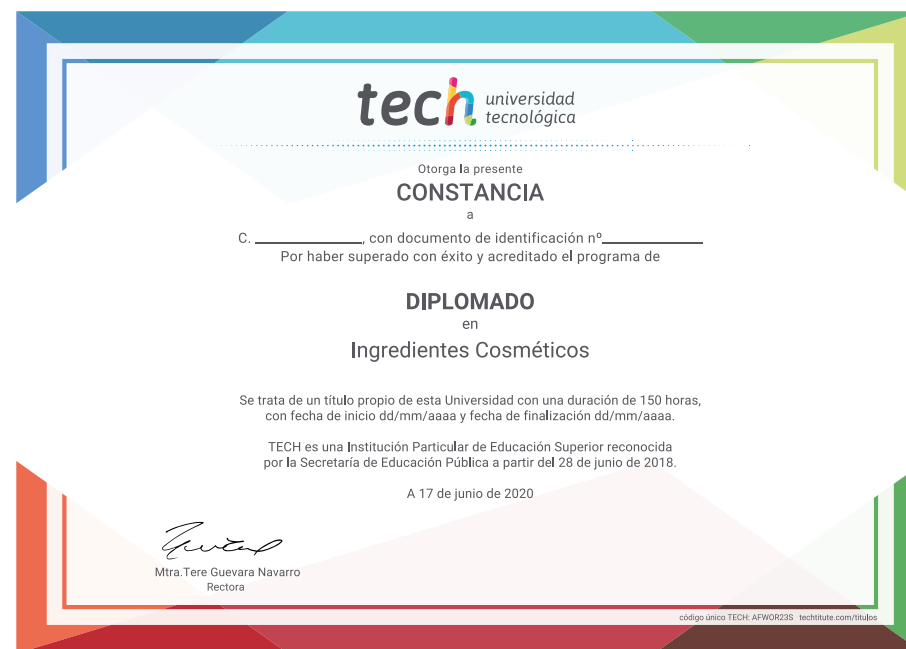 tech universidad
tecnológica
Otorga la presente
CONSTANCIA
a
C. ____________, con documento de identificación nº____________
Por haber superado con éxito y acreditado el programa de
DIPLOMADO
en
Ingredientes Cosméticos
Se trata de un título propio de esta Universidad con una duración de 150 horas,
con fecha de inicio dd/mm/aaaa y fecha de finalización dd/mm/aaaa.
TECH es una Institución Particular de Educación Superior reconocida
por la Secretaría de Educación Pública a partir del 28 de junio de 2018.
A 17 de junio de 2020
Mtra.Tere Guevara Navarro
Rectora
código único TECH: AFWOR23S techtitute.com/titulos